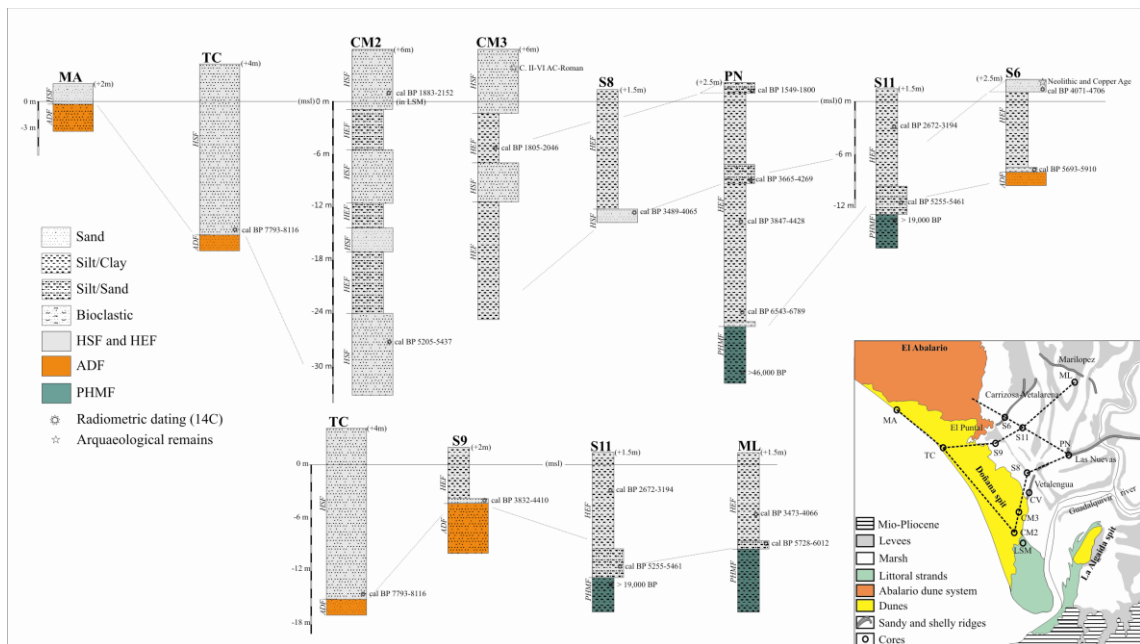 MA
(+2m)
HSF
ADF
0 m
-3 m
TC
(+4m)
HSF
cal BP 7793-8116
ADF
CM2
(+6m)
HSF
cal BP 1883-2152
(in LSM)
(msl)
0 m
-6 m
-12 m
-18 m
-24 m
-30 m
HEF
HSF
HEF
HSF
HEF
HSF
cal BP 5205-5437
CM3
(+6m)
C. II-VI AC-Roman
HSF
HEF
cal BP 1805-2046
HSF
HEF
S8
(+1.5m)
HEF
HSF
cal BP 3489-4065
PN
(+2.5m)
cal BP 1549-1800
cal BP 3665-4269
HEF
cal BP 3847-4428
cal BP 6543-6789
PHMF
>46,000 BP
S11
(+1.5m)
(msl)
0 m
-6 m
-12 m
cal BP 2672-3194
HEF
cal BP 5255-5461
> 19,000 BP
PHMF
S6
(+2.5m)
Neolithic and Copper Age
cal BP 4071-4706
HSF
HEF
cal BP 5693-5910
ADF
Sand
Silt/Clay
Silt/Sand
Bioclastic
HSF and HEF
ADF
PHMF
Radiometric dating (14C)
Arquaeological remains
TC
(+4m)
HSF
cal BP 7793-8116
ADF
0 m
-6 m
-12 m
-18 m
S9
(+2m)
HEF
cal BP 3832-4410
ADF
(msl)
S11
(+1.5m)
HEF
cal BP 2672-3194
cal BP 5255-5461
> 19,000 BP
PHMF
ML
(+1.5m)
HEF
cal BP 3473-4066
cal BP 5728-6012
PHMF
El Abalario
Marilopez
ML
Carrizosa-Vetalarena
MA
El Puntal
S6
S11
PN
S9
TC
Las Nuevas
S8
Doñana spit
Vetalengua
CV
Guadalquivir river
CM3
CM2
LSM
La Algaida spit
Mio-Pliocene
Levees
Marsh
Littoral strands
Abalario dune system
Dunes
Sandy and shelly ridges
Cores